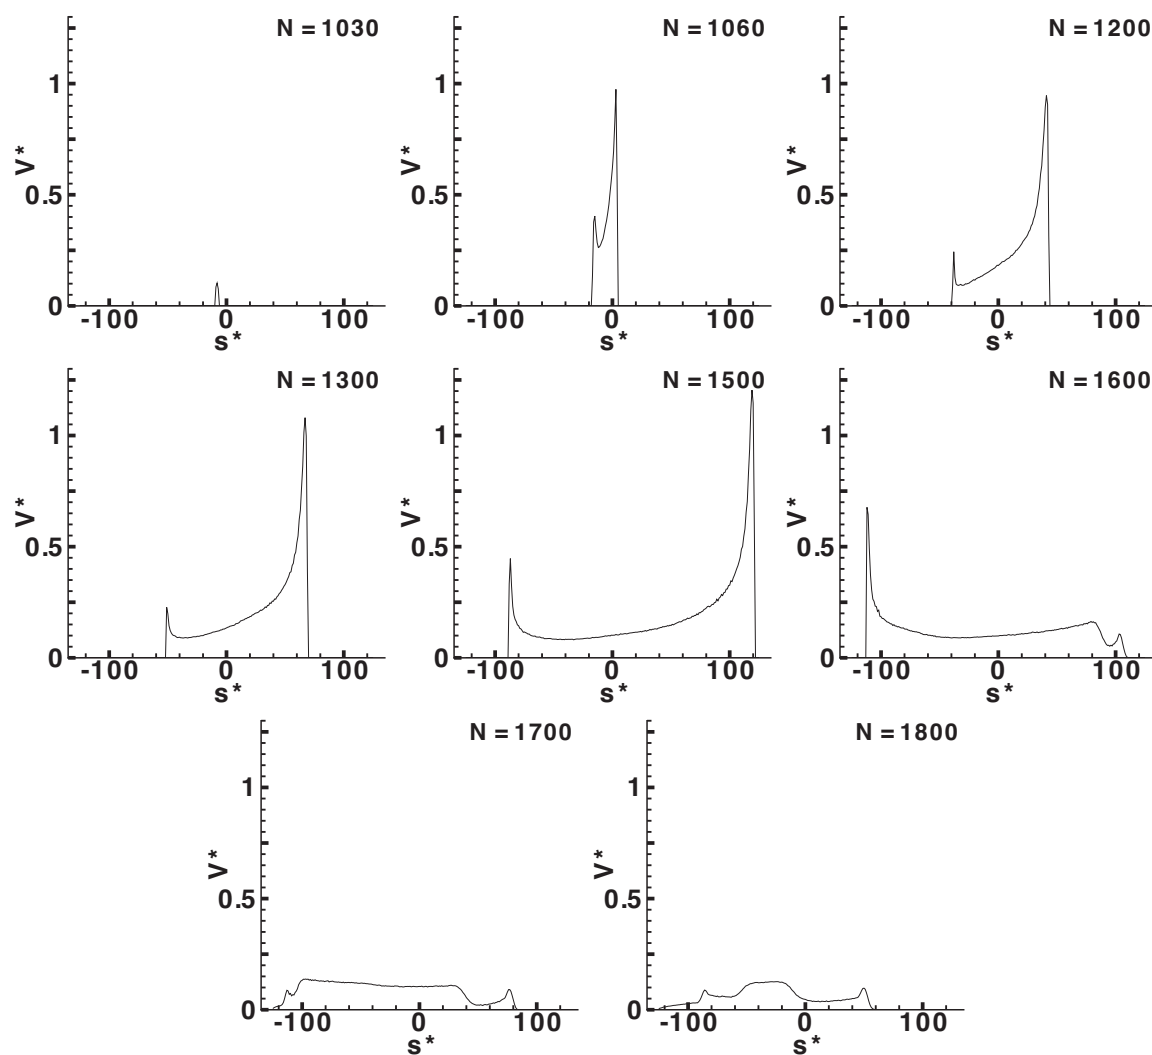 N = 1030 N = 1060 N = 1200
1 1 1
V* V* V*
0.5 0.5 0.5
0 0 0
-100 0 100 -100 0 100 -100 0 100
s* s* s*
N = 1300 N = 1500 N = 1600
1 1 1
V* V* V*
0.5 0.5 0.5
0 0 0
-100 0 100 -100 0 100 -100 0 100
s* s* s*
N = 1700 N = 1800
1 1
V* V*
0.5 0.5
0 0
-100 0 100 -100 0 100
s* s*